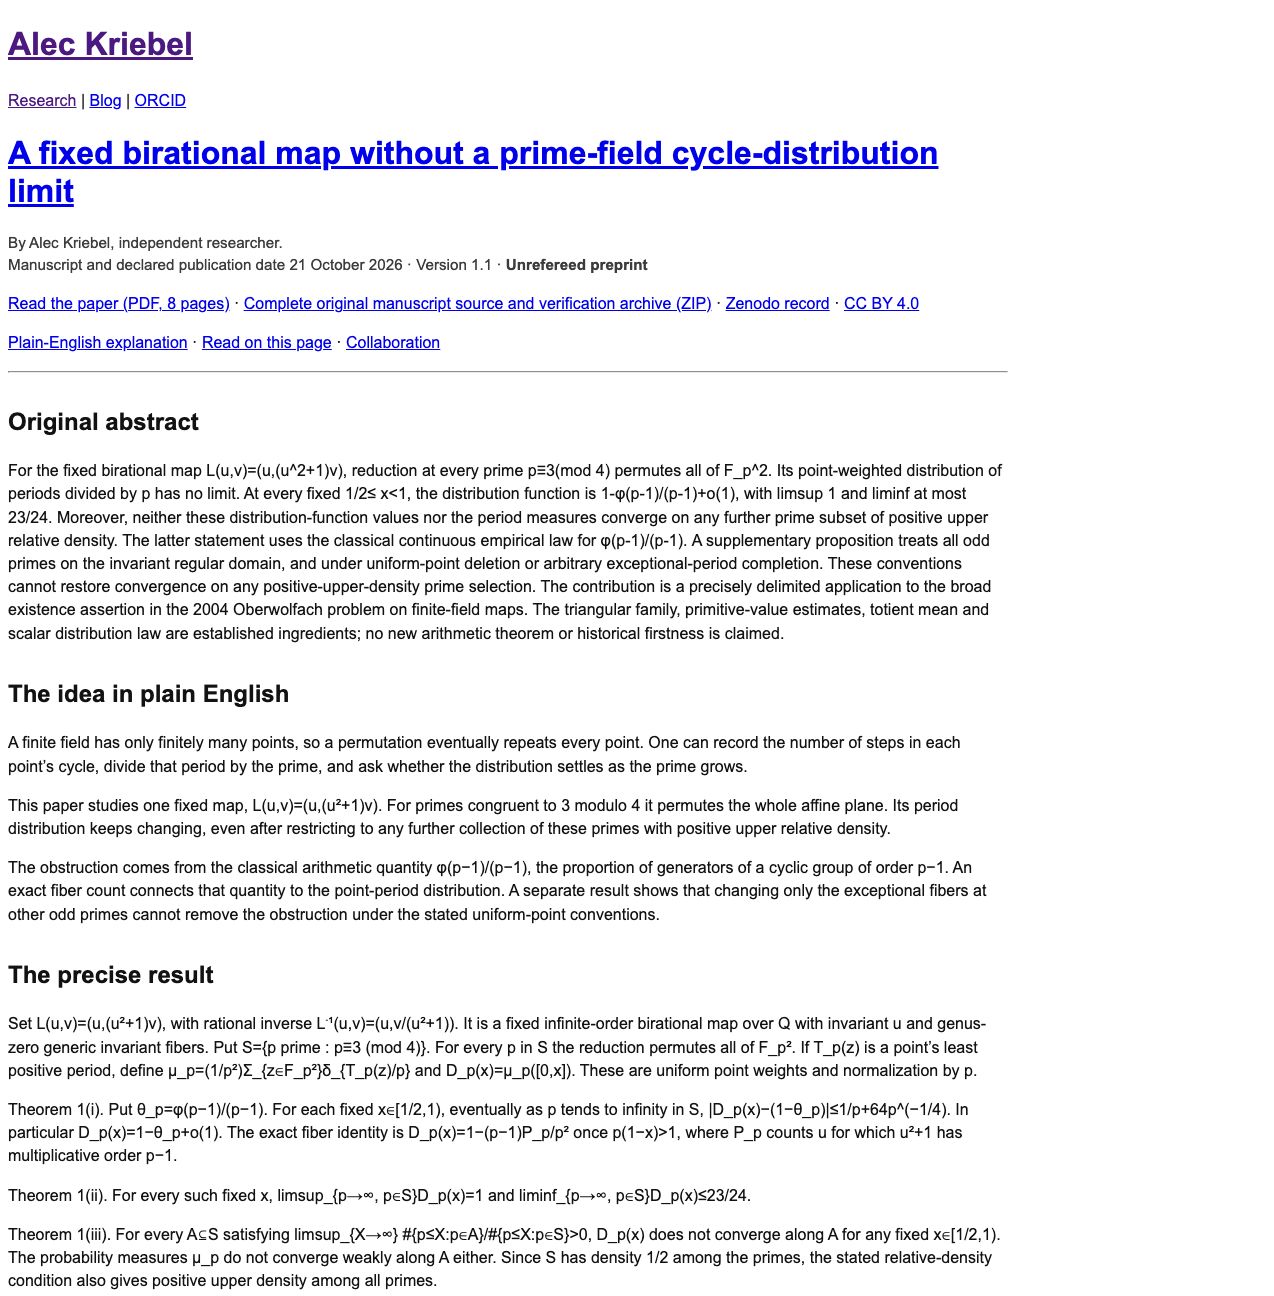 Alec Kriebel
Research | Blog | ORCID
A fixed birational map without a prime-field cycle-distribution
limit
By Alec Kriebel, independent researcher.
Manuscript and declared publication date 21 October 2026 · Version 1.1 · Unrefereed preprint
Read the paper (PDF, 8 pages) · Complete original manuscript source and verification archive (ZIP) · Zenodo record · CC BY 4.0
Plain-English explanation · Read on this page · Collaboration
Original abstract
For the fixed birational map L(u,v)=(u,(u^2+1)v), reduction at every prime p≡3(mod 4) permutes all of F_p^2. Its point-weighted distribution of
periods divided by p has no limit. At every fixed 1/2≤ x<1, the distribution function is 1-φ(p-1)/(p-1)+o(1), with limsup 1 and liminf at most
23/24. Moreover, neither these distribution-function values nor the period measures converge on any further prime subset of positive upper
relative density. The latter statement uses the classical continuous empirical law for φ(p-1)/(p-1). A supplementary proposition treats all odd
primes on the invariant regular domain, and under uniform-point deletion or arbitrary exceptional-period completion. These conventions
cannot restore convergence on any positive-upper-density prime selection. The contribution is a precisely delimited application to the broad
existence assertion in the 2004 Oberwolfach problem on finite-field maps. The triangular family, primitive-value estimates, totient mean and
scalar distribution law are established ingredients; no new arithmetic theorem or historical firstness is claimed.
The idea in plain English
A finite field has only finitely many points, so a permutation eventually repeats every point. One can record the number of steps in each
point’s cycle, divide that period by the prime, and ask whether the distribution settles as the prime grows.
This paper studies one fixed map, L(u,v)=(u,(u²+1)v). For primes congruent to 3 modulo 4 it permutes the whole affine plane. Its period
distribution keeps changing, even after restricting to any further collection of these primes with positive upper relative density.
The obstruction comes from the classical arithmetic quantity φ(p−1)/(p−1), the proportion of generators of a cyclic group of order p−1. An
exact fiber count connects that quantity to the point-period distribution. A separate result shows that changing only the exceptional fibers at
other odd primes cannot remove the obstruction under the stated uniform-point conventions.
The precise result
Set L(u,v)=(u,(u²+1)v), with rational inverse L⁻¹(u,v)=(u,v/(u²+1)). It is a fixed infinite-order birational map over Q with invariant u and genus-
zero generic invariant fibers. Put S={p prime : p≡3 (mod 4)}. For every p in S the reduction permutes all of F_p². If T_p(z) is a point’s least
positive period, define μ_p=(1/p²)Σ_{z∈F_p²}δ_{T_p(z)/p} and D_p(x)=μ_p([0,x]). These are uniform point weights and normalization by p.
Theorem 1(i). Put θ_p=φ(p−1)/(p−1). For each fixed x∈[1/2,1), eventually as p tends to infinity in S, |D_p(x)−(1−θ_p)|≤1/p+64p^(−1/4). In
particular D_p(x)=1−θ_p+o(1). The exact fiber identity is D_p(x)=1−(p−1)P_p/p² once p(1−x)>1, where P_p counts u for which u²+1 has
multiplicative order p−1.
Theorem 1(ii). For every such fixed x, limsup_{p→∞, p∈S}D_p(x)=1 and liminf_{p→∞, p∈S}D_p(x)≤23/24.
Theorem 1(iii). For every A⊆S satisfying limsup_{X→∞} #{p≤X:p∈A}/#{p≤X:p∈S}>0, D_p(x) does not converge along A for any fixed x∈[1/2,1).
The probability measures μ_p do not converge weakly along A either. Since S has density 1/2 among the primes, the stated relative-density
condition also gives positive upper density among all primes.